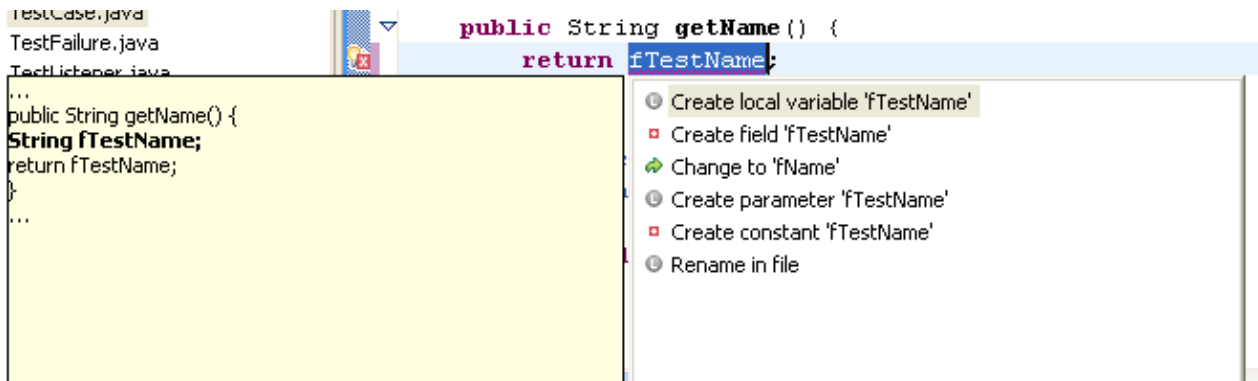 TestCase.java
TestFailure.java
TestListener.java
public String getName() {
return fTestName;
...
public String getName() {
String fTestName;
return fTestName;
}
...
Create local variable 'fTestName'
Create field 'fTestName'
Change to 'fName'
Create parameter 'fTestName'
Create constant 'fTestName'
Rename in file